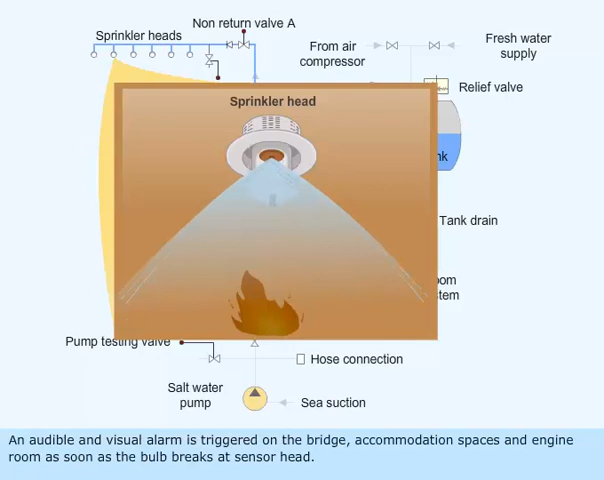 Non return valve A
Sprinkler heads
From air
compressor
Fresh water
supply
Relief valve
Sprinkler head
Tank drain
Pump testing valve
Hose connection
Salt water
pump
Sea suction
An audible and visual alarm is triggered on the bridge, accommodation spaces and engine
room as soon as the bulb breaks at sensor head.